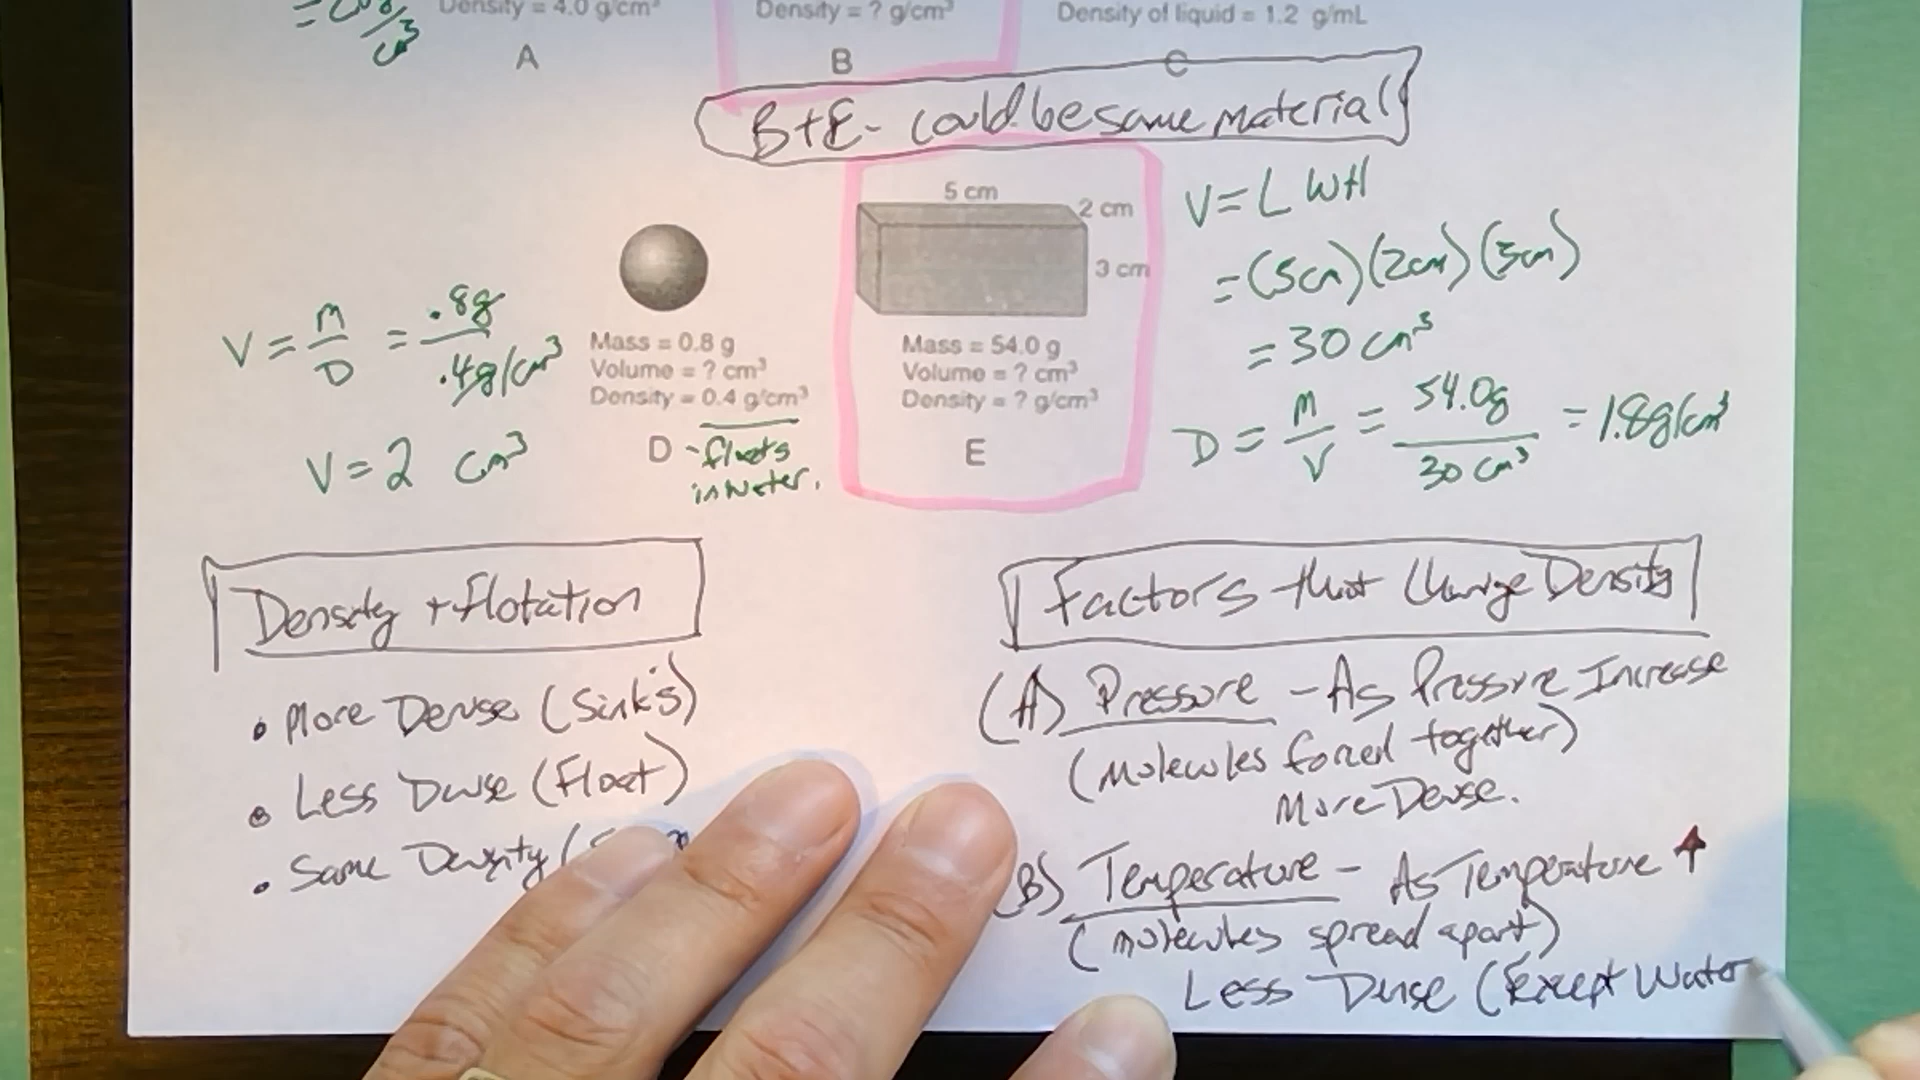 Density = 4.0 g/cm³
Density = ? g/cm³
Density of liquid = 1.2 g/mL
cm³
A
B
C
B+E- could be same material
5 cm
2 cm
3 cm
V = L W H
= (5cm)(2cm)(3cm)
= 30 cm³
V = m/D = .8g/.4g/cm³
V = 2 cm³
Mass = 0.8 g
Volume = ? cm³
Density = 0.4 g/cm³
D - floats
in water.
Mass = 54.0 g
Volume = ? cm³
Density = ? g/cm³
E
D = m/V = 54.0g/30 cm³ = 1.8g/cm³
Density + flotation
• More Dense (Sinks)
• Less Dense (Float)
• Same Density (
Factors that Change Density
(A) Pressure - As Pressure Increase
(molecules forced together)
More Dense.
(B) Temperature - As Temperature ↑
(molecules spread apart)
Less Dense (Except Water